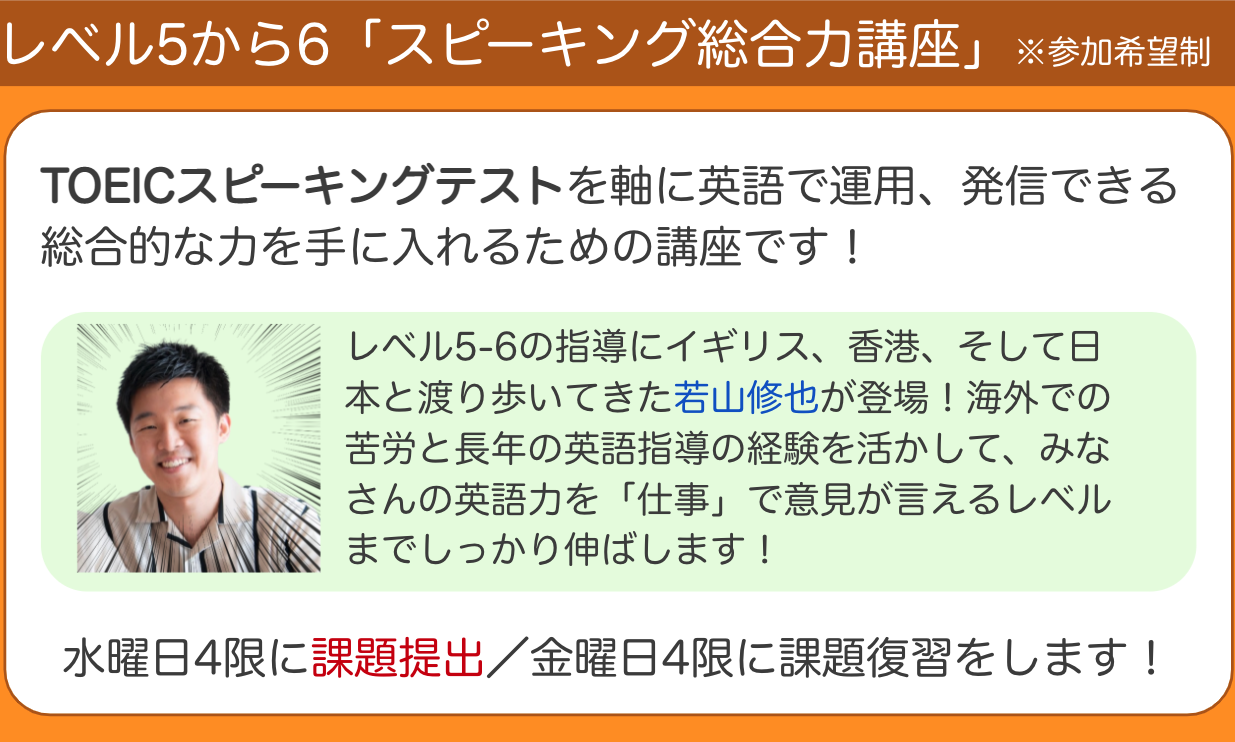 レベル5から6「スピーキング総合力講座」※参加希望制
TOEICスピーキングテストを軸に英語で運用、発信できる
総合的な力を手に入れるための講座です！
レベル5-6の指導にイギリス、香港、そして日
本と渡り歩いてきた若山修也が登場！海外での
苦労と長年の英語指導の経験を活かして、みな
さんの英語力を「仕事」で意見が言えるレベル
までしっかり伸ばします！
水曜日4限に課題提出／金曜日4限に課題復習をします！